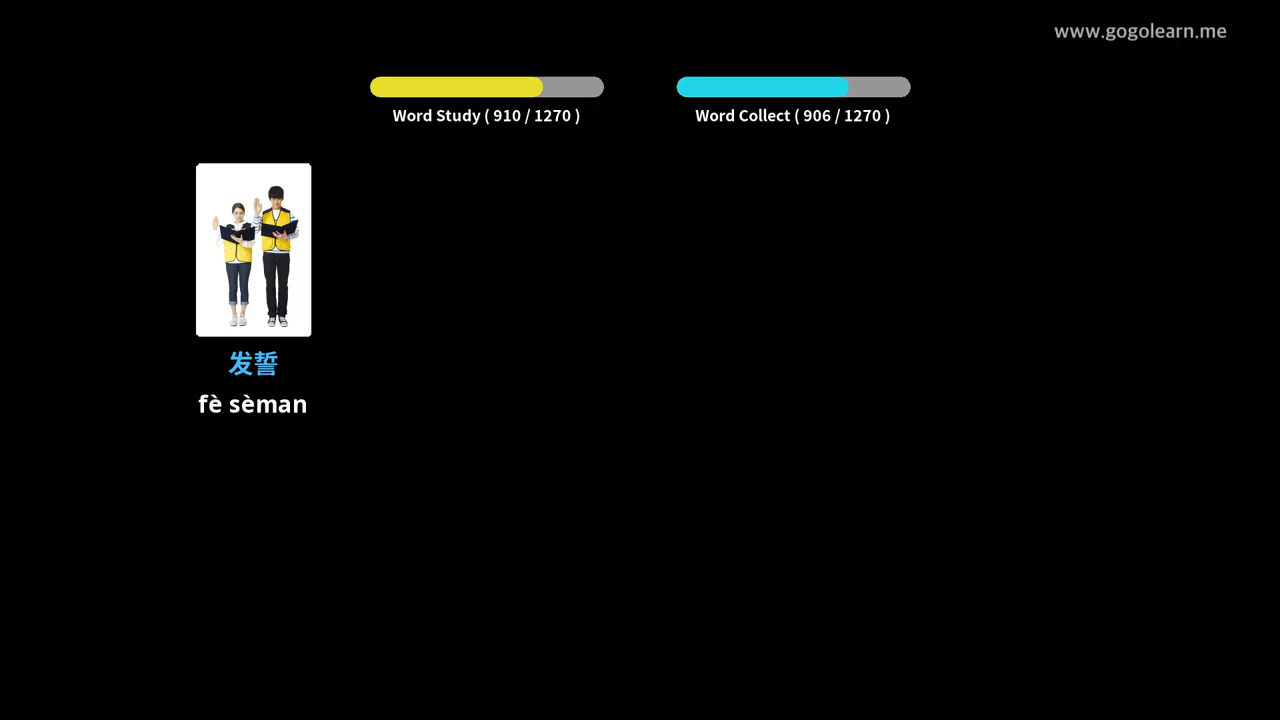 www.gogolearn.me
Word Study ( 910 / 1270 )
Word Collect ( 906 / 1270 )
发誓
fè sèman